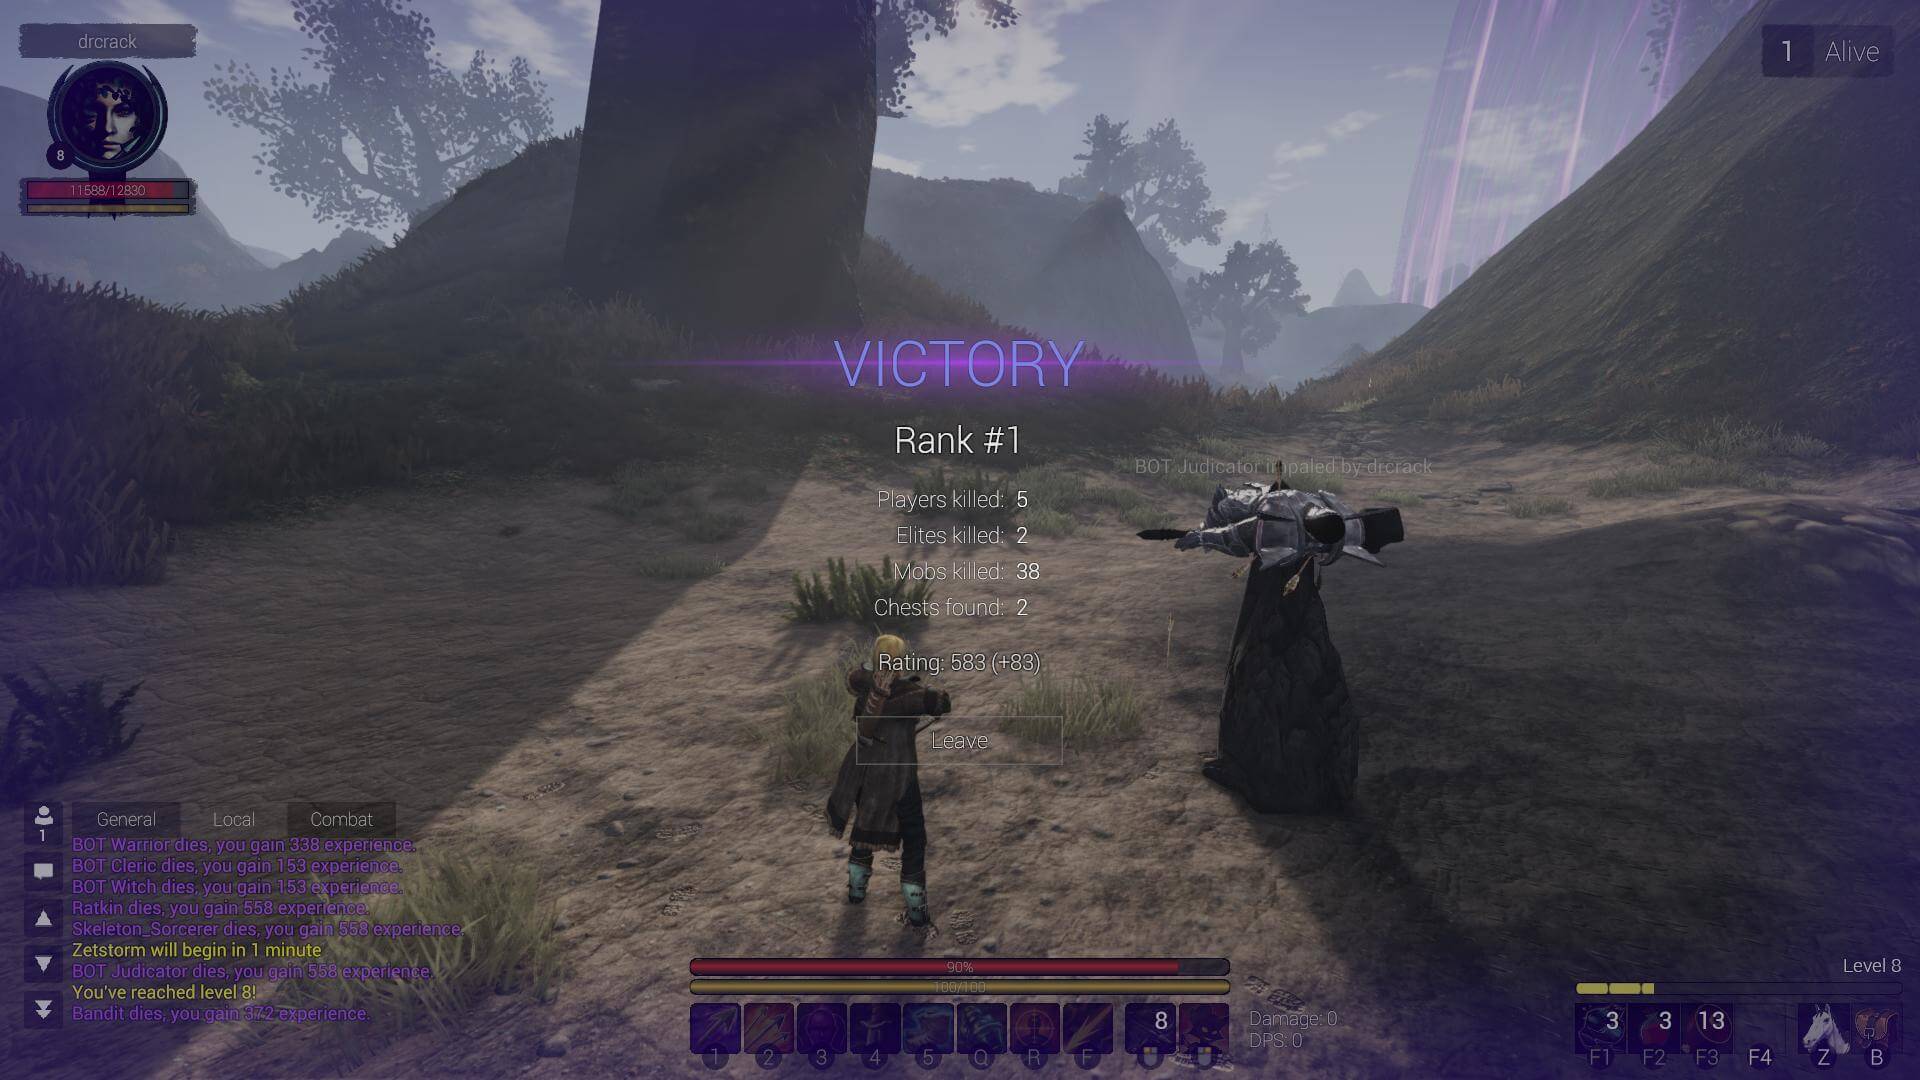 drcrack
8
11588/12830
1 Alive
VICTORY
Rank #1
BOT Judicator impaled by drcrack
Players killed: 5
Elites killed: 2
Mobs killed: 38
Chests found: 2
Rating: 583 (+83)
Leave
1
General Local Combat
BOT Warrior dies, you gain 338 experience.
BOT Cleric dies, you gain 153 experience.
BOT Witch dies, you gain 153 experience.
Ratkin dies, you gain 558 experience.
Skeleton_Sorcerer dies, you gain 558 experience.
Zetstorm will begin in 1 minute
BOT Judicator dies, you gain 558 experience.
You've reached level 8!
Bandit dies, you gain 372 experience.
90%
100/100
8
1 2 3 4 5 Q R F
Damage: 0
DPS: 0
Level 8
3 3 13
F1 F2 F3 F4 Z B